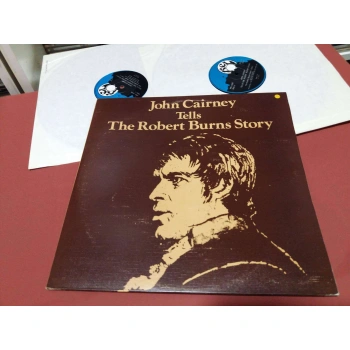 John Cairney
Tells
The Robert Burns Story